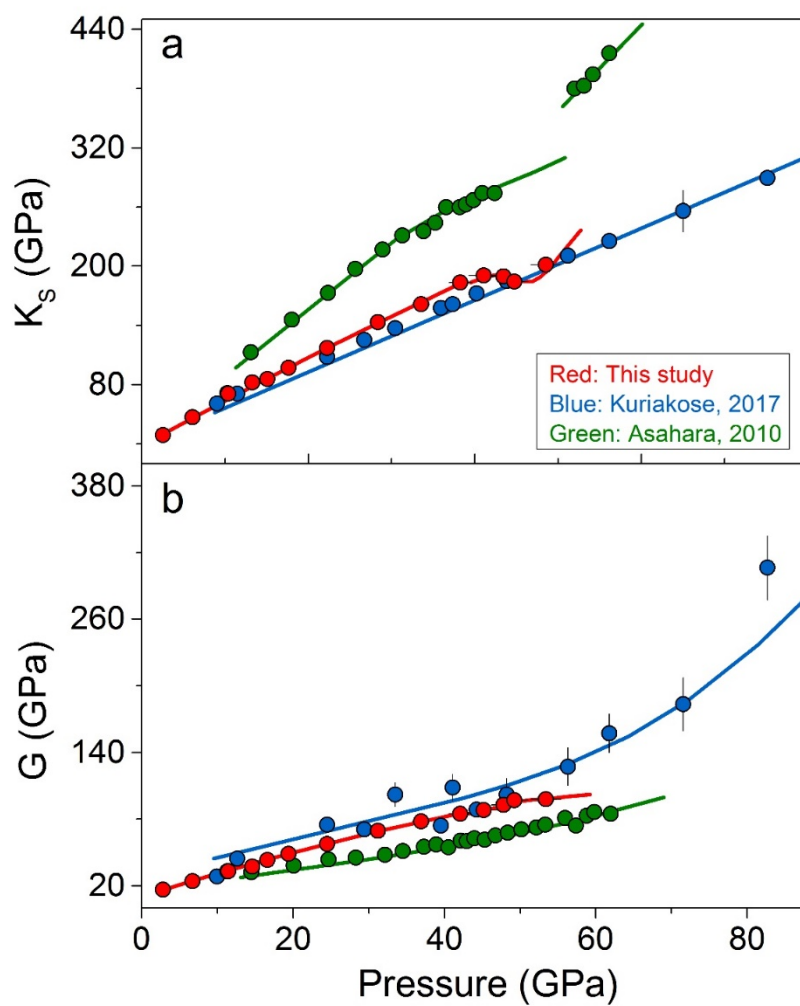 a
440
320
200
80
K_S (GPa)
Red: This study
Blue: Kuriakose, 2017
Green: Asahara, 2010
b
380
260
140
20
G (GPa)
0 20 40 60 80
Pressure (GPa)